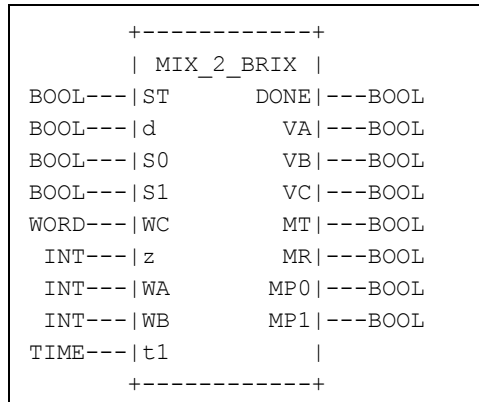 +------------+
| MIX_2_BRIX |
BOOL---|ST DONE|---BOOL
BOOL---|d VA|---BOOL
BOOL---|S0 VB|---BOOL
BOOL---|S1 VC|---BOOL
WORD---|WC MT|---BOOL
INT---|z MR|---BOOL
INT---|WA MP0|---BOOL
INT---|WB MP1|---BOOL
TIME---|t1 |
+------------+